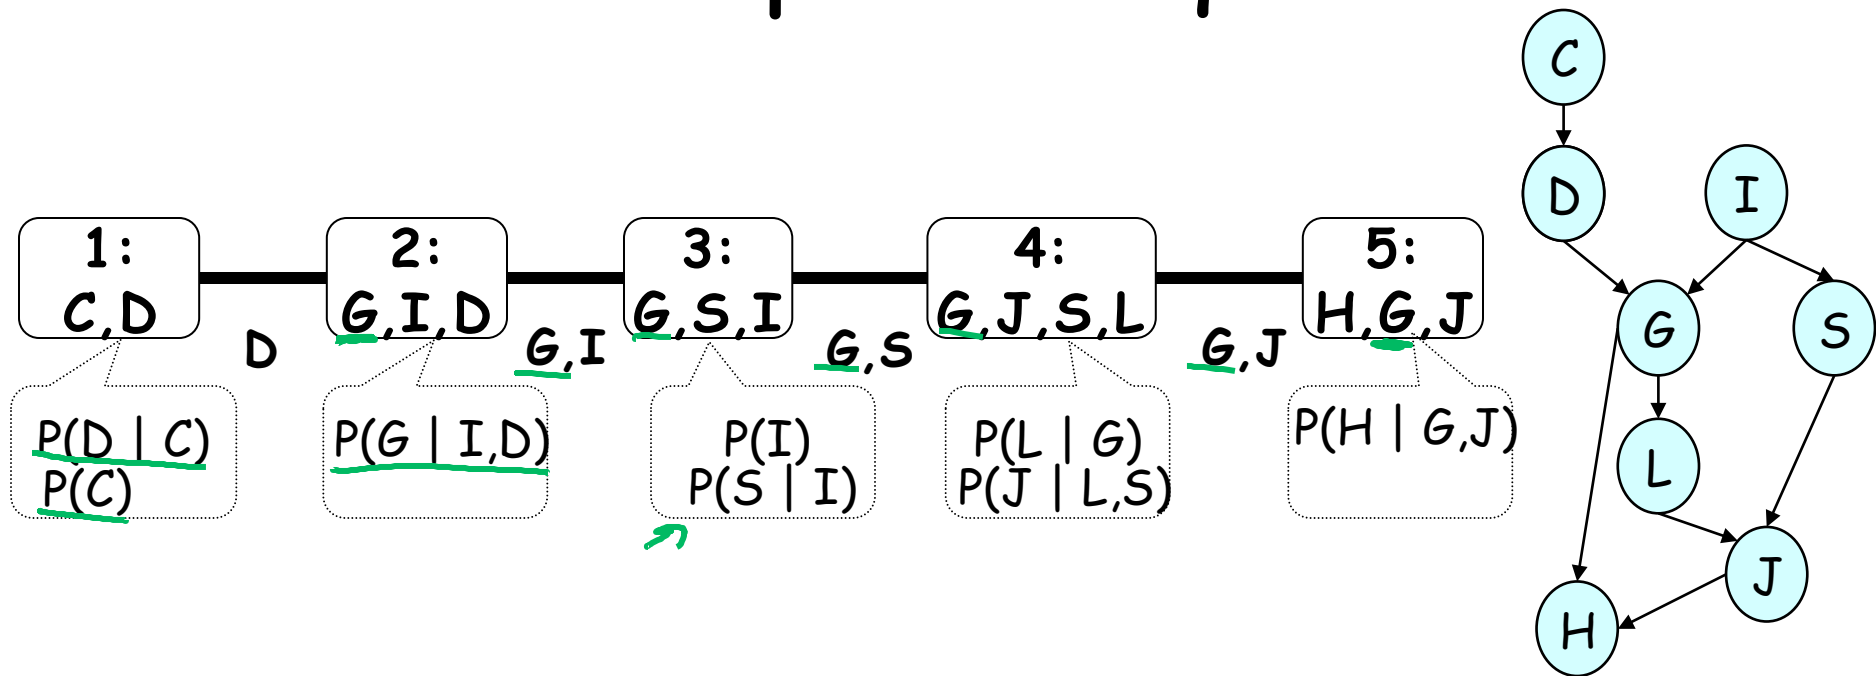 1:
C,D
2:
G,I,D
3:
G,S,I
4:
G,J,S,L
5:
H,G,J
D
G,I
G,S
G,J
P(D | C)
P(C)
P(G | I,D)
P(I)
P(S | I)
P(L | G)
P(J | L,S)
P(H | G,J)
C
D
I
G
S
L
J
H